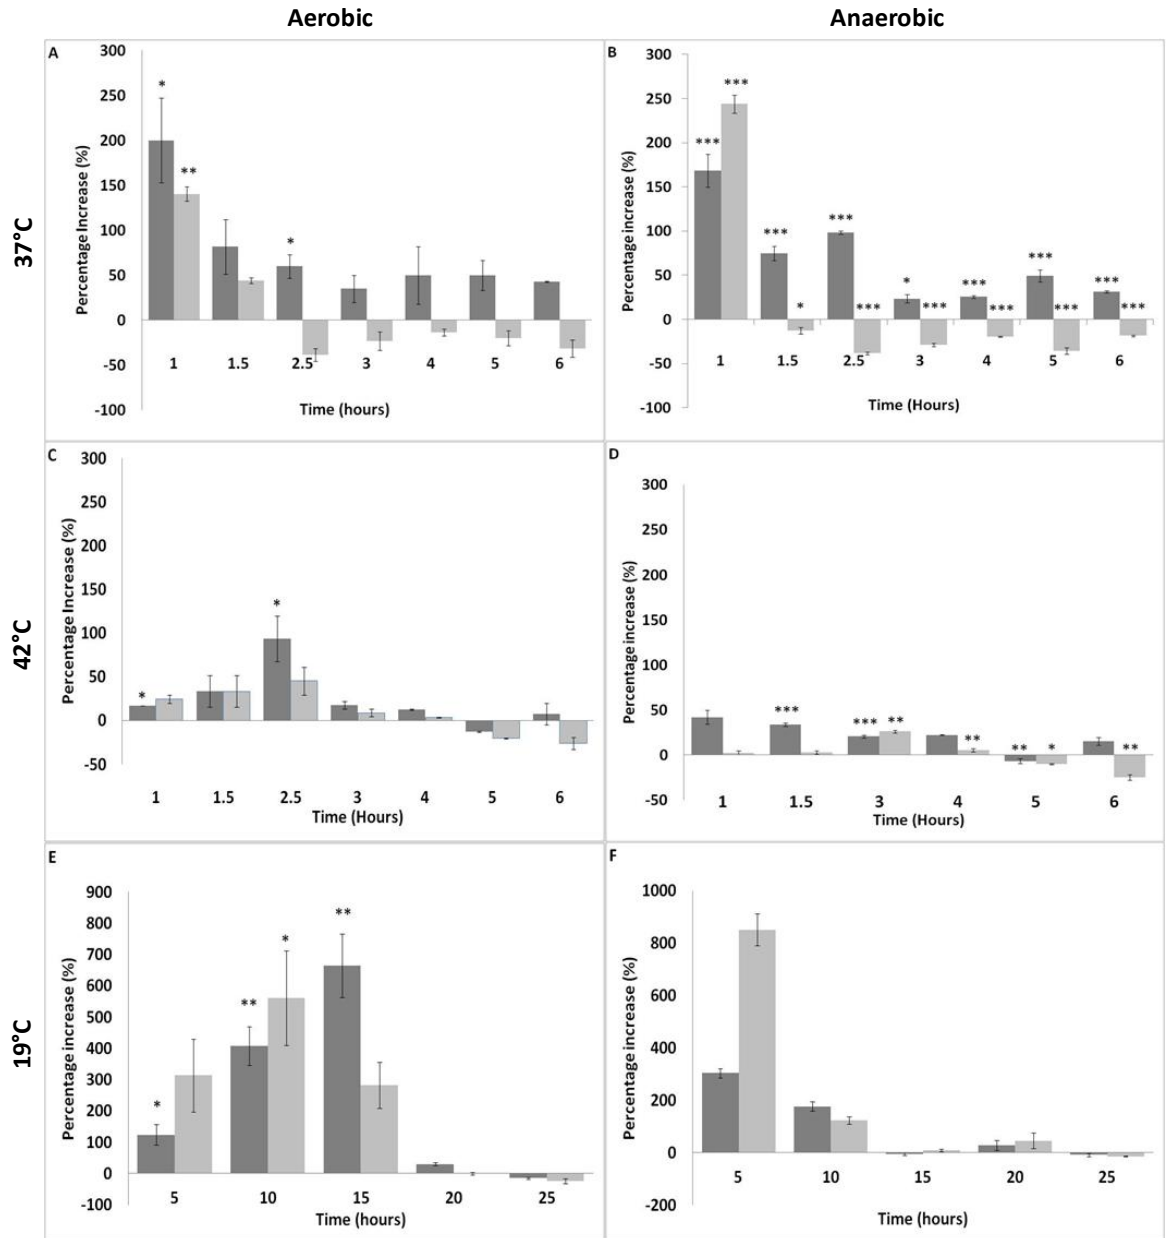 Aerobic
Anaerobic
37°C
A
Percentage Increase (%)
300
250
200
150
100
50
0
-50
-100
*
**
*
1 1.5 2.5 3 4 5 6
Time (hours)
B
Percentage increase (%)
300
250
200
150
100
50
0
-50
-100
***
***
***
*
***
***
*
***
***
***
***
***
***
***
1 1.5 2.5 3 4 5 6
Time (Hours)
42°C
C
Percentage Increase (%)
300
250
200
150
100
50
0
-50
*
*
1 1.5 2.5 3 4 5 6
Time (Hours)
D
Percentage increase (%)
300
250
200
150
100
50
0
-50
***
***
**
**
**
*
**
1 1.5 3 4 5 6
Time (Hours)
19°C
E
Percentage increase (%)
900
800
700
600
500
400
300
200
100
0
-100
*
**
*
**
5 10 15 20 25
Time (hours)
F
Percentage increase (%)
1000
800
600
400
200
0
-200
5 10 15 20 25
Time (hours)